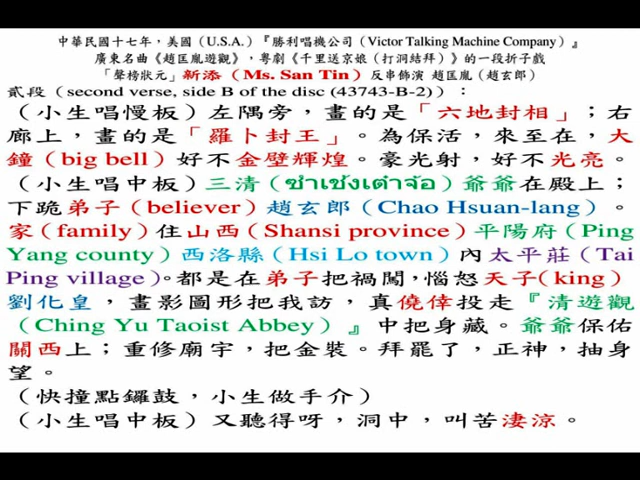 中華民國十七年，美國（U.S.A.）『勝利唱機公司（Victor Talking Machine Company）』
廣東名曲《趙匡胤遊觀》，粵劇《千里送京娘（打洞結拜）》的一段折子戲
「聲榜狀元」新添（Ms. San Tin）反串飾演 趙匡胤（趙玄郎）
貳段（second verse, side B of the disc (43743-B-2)）：
（小生唱慢板）左隅旁，畫的是「六地封相」；右
廊上，畫的是「羅卜封王」。為保活，來至在，大
鐘（big bell）好不金壁輝煌。豪光射，好不光亮。
（小生唱中板）三清（ซำเช้งเต๋าจ้อ）爺爺在殿上；
下跪弟子（believer）趙玄郎（Chao Hsuan-lang）。
家（family）住山西（Shansi province）平陽府（Ping
Yang county）西洛縣（Hsi Lo town）內太平莊（Tai
Ping village）。都是在弟子把禍闖，惱怒天子(king）
劉化皇，畫影圖形把我訪，真僥倖投走『清遊觀
（Ching Yu Taoist Abbey）』中把身藏。爺爺保佑
關西上；重修廟宇，把金裝。拜罷了，正神，抽身
望。
（快撞點鑼鼓，小生做手介）
（小生唱中板）又聽得呀，洞中，叫苦淒涼。